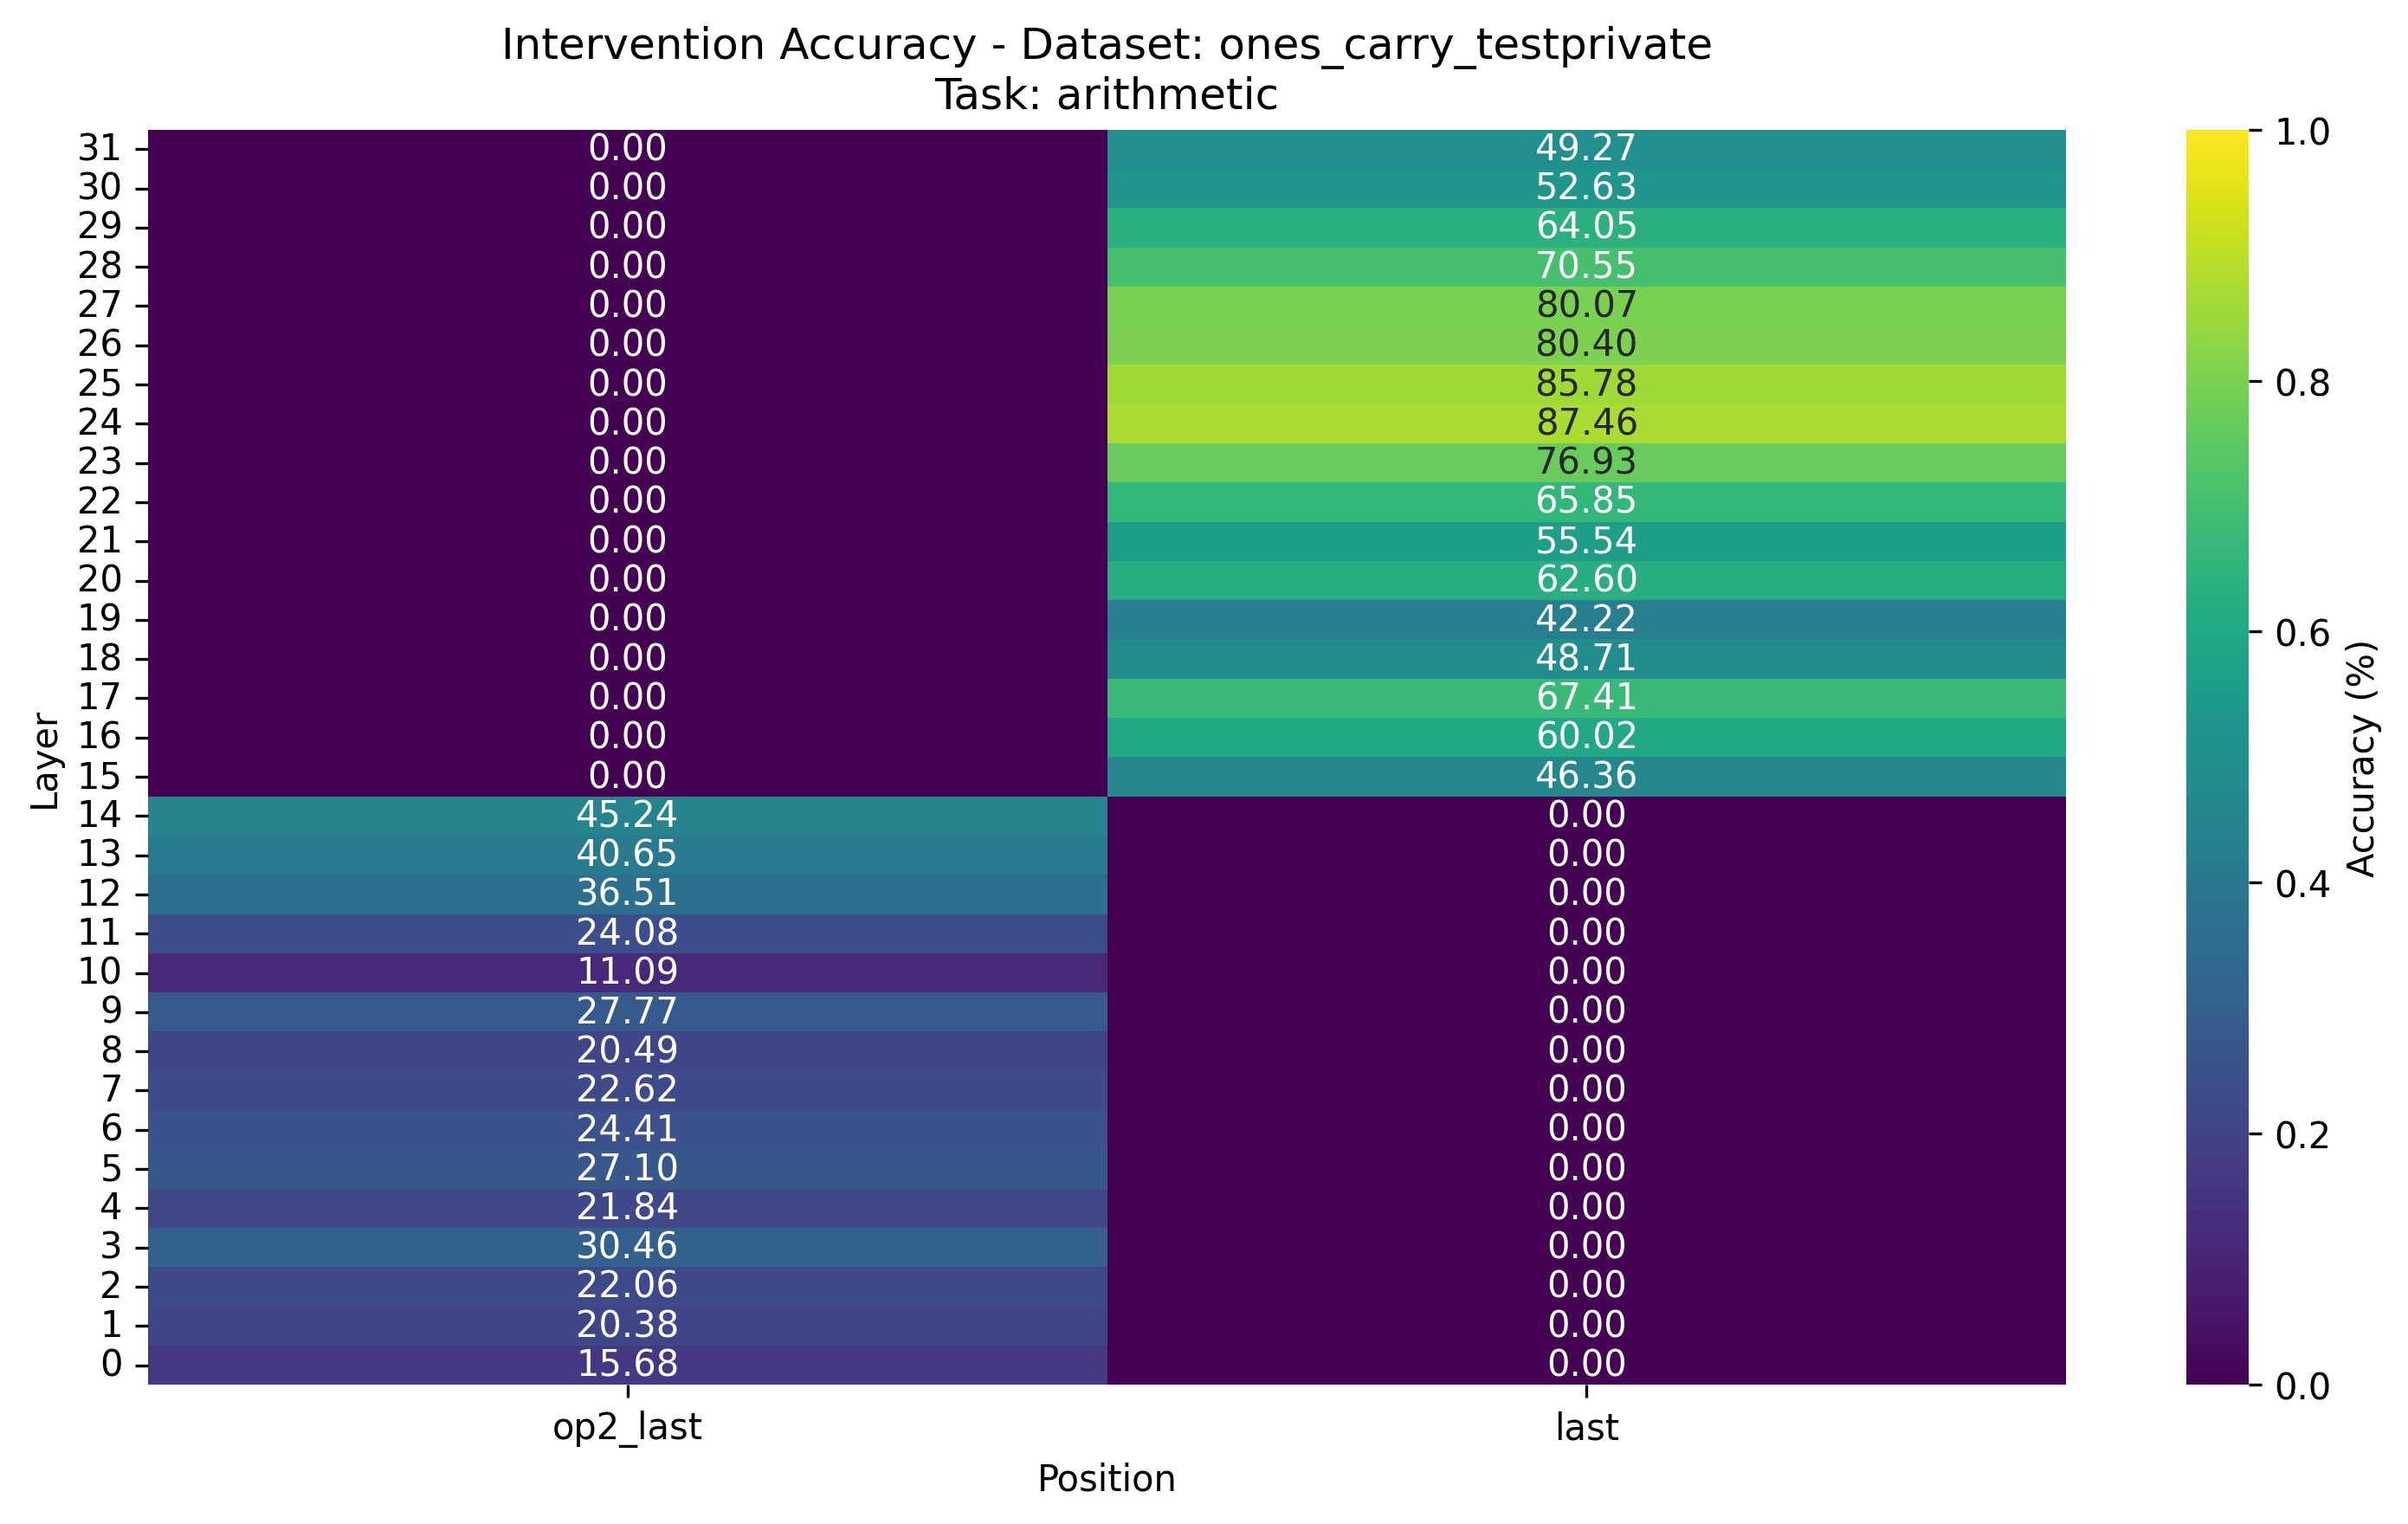 Intervention Accuracy - Dataset: ones_carry_testprivate
Task: arithmetic
Layer
31 0.00 49.27
30 0.00 52.63
29 0.00 64.05
28 0.00 70.55
27 0.00 80.07
26 0.00 80.40
25 0.00 85.78
24 0.00 87.46
23 0.00 76.93
22 0.00 65.85
21 0.00 55.54
20 0.00 62.60
19 0.00 42.22
18 0.00 48.71
17 0.00 67.41
16 0.00 60.02
15 0.00 46.36
14 45.24 0.00
13 40.65 0.00
12 36.51 0.00
11 24.08 0.00
10 11.09 0.00
9 27.77 0.00
8 20.49 0.00
7 22.62 0.00
6 24.41 0.00
5 27.10 0.00
4 21.84 0.00
3 30.46 0.00
2 22.06 0.00
1 20.38 0.00
0 15.68 0.00
op2_last last
Position
1.0
0.8
0.6
0.4
0.2
0.0
Accuracy (%)